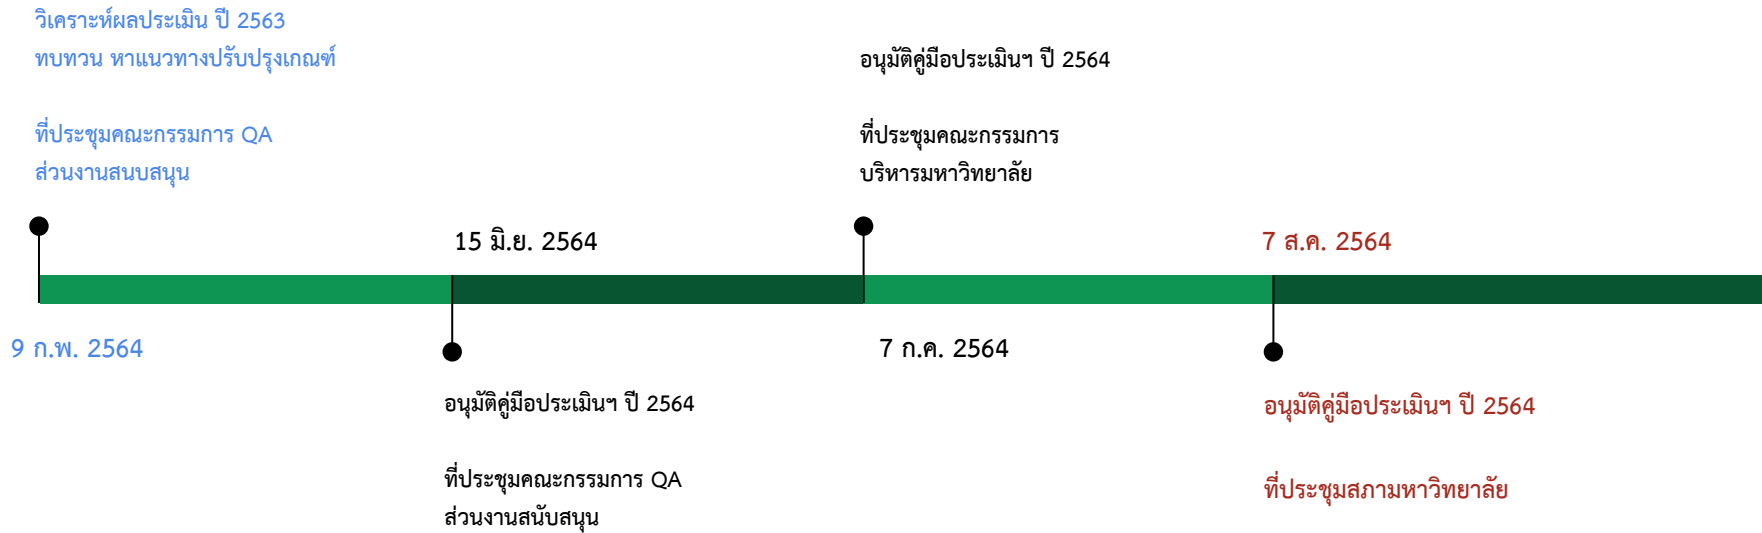 วิเคราะห์ผลประเมิน ปี 2563
ทบทวน หาแนวทางปรับปรุงเกณฑ์
ที่ประชุมคณะกรรมการ QA
ส่วนงานสนบสนุน
9 ก.พ. 2564
15 มิ.ย. 2564
อนุมัติคู่มือประเมินฯ ปี 2564
ที่ประชุมคณะกรรมการ QA
ส่วนงานสนับสนุน
อนุมัติคู่มือประเมินฯ ปี 2564
ที่ประชุมคณะกรรมการ
บริหารมหาวิทยาลัย
7 ก.ค. 2564
7 ส.ค. 2564
อนุมัติคู่มือประเมินฯ ปี 2564
ที่ประชุมสภามหาวิทยาลัย